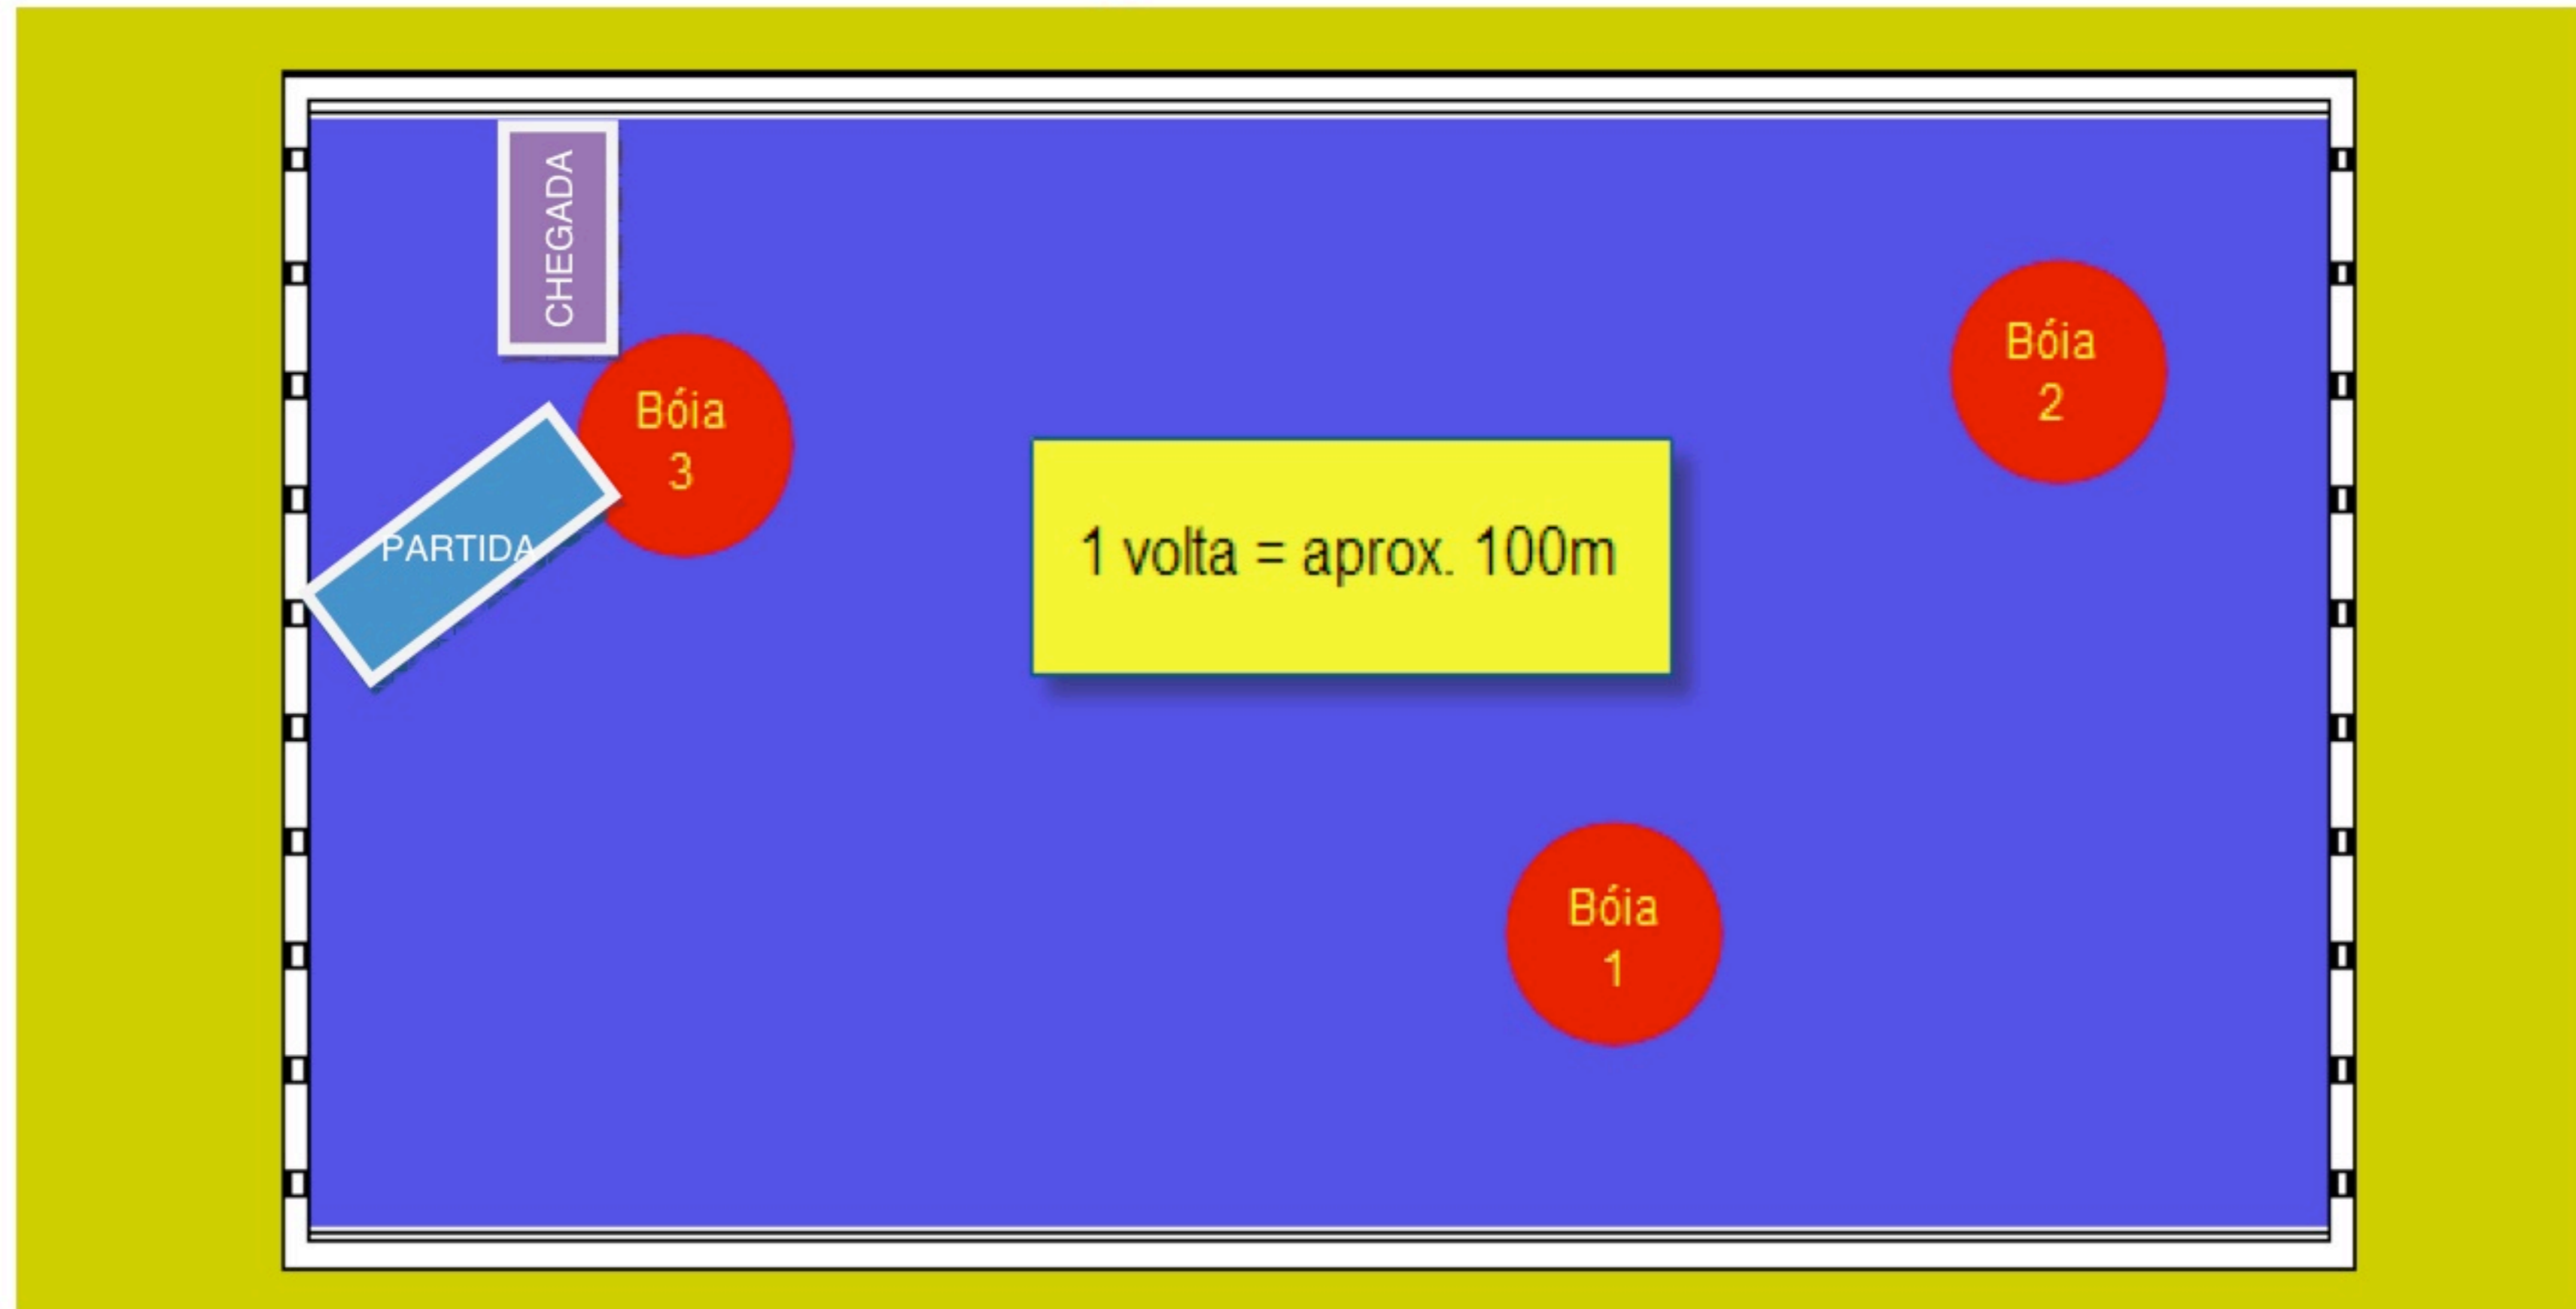 CHEGADA
Bóia
2
Bóia
3
PARTIDA
1 volta = aprox. 100m
Bóia
1